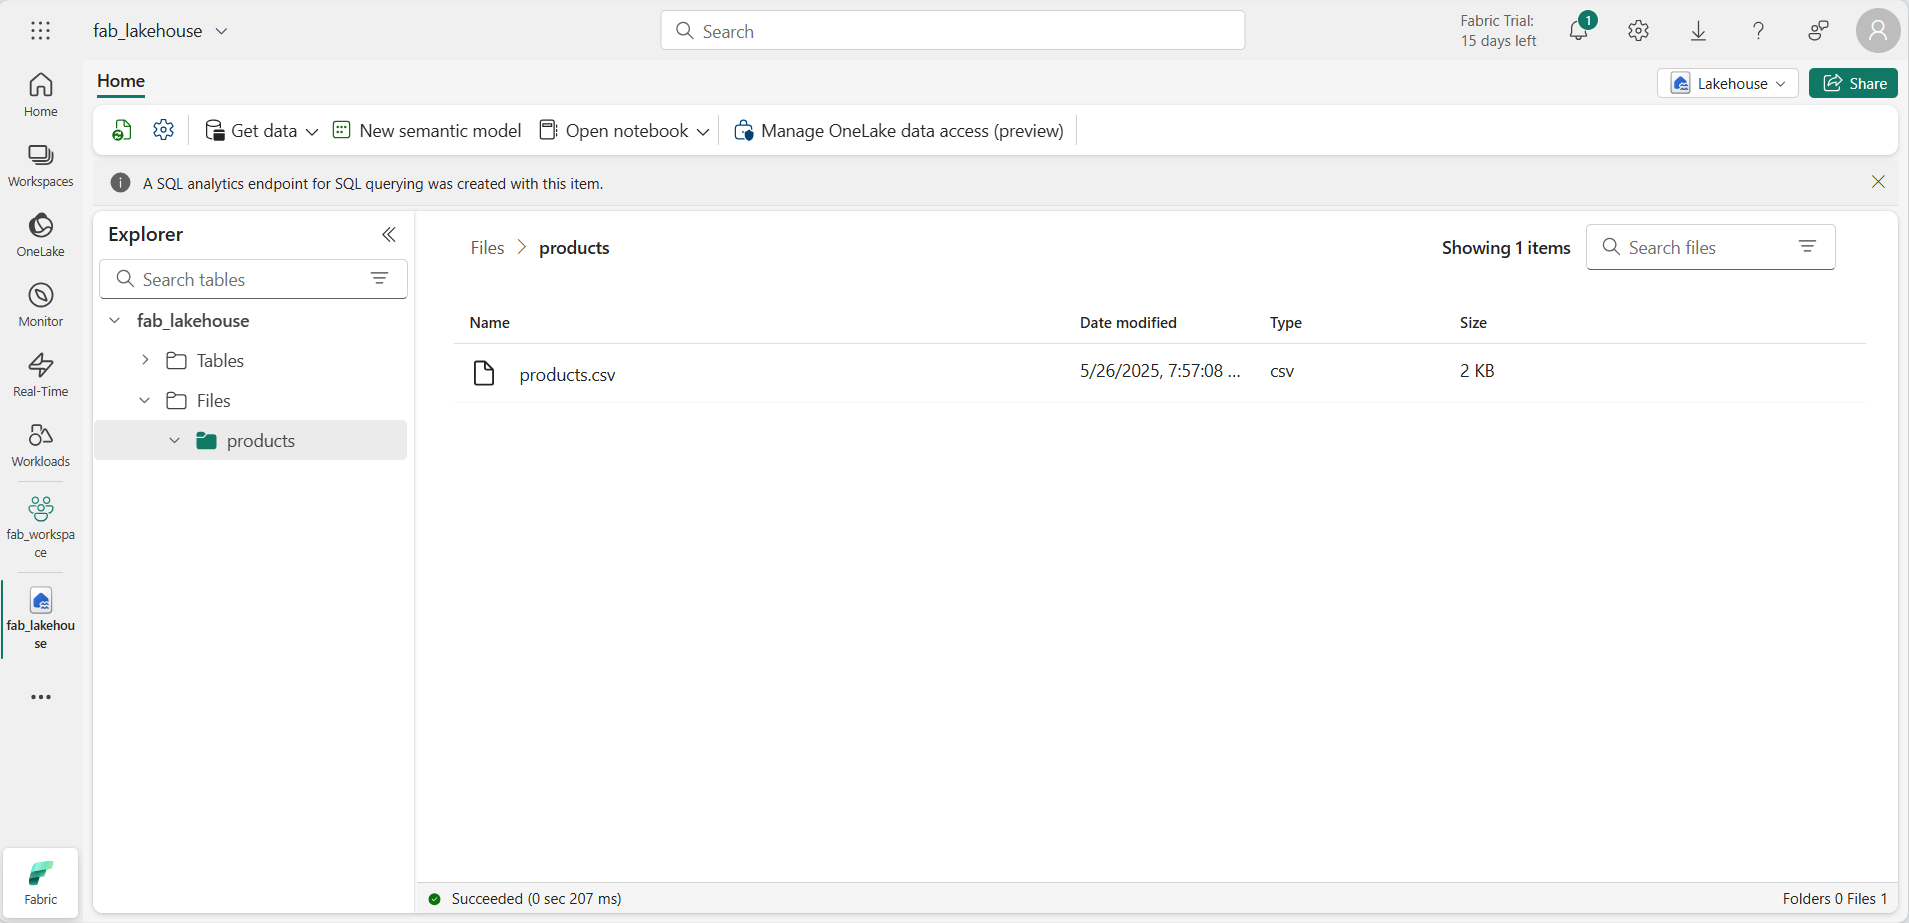 fab_lakehouse
Search
Fabric Trial:
15 days left
1
Home
Workspaces
OneLake
Monitor
Real-Time
Workloads
fab_workspa
ce
fab_lakehou
se
Fabric
Home
Lakehouse
Share
Get data
New semantic model
Open notebook
Manage OneLake data access (preview)
A SQL analytics endpoint for SQL querying was created with this item.
Explorer
Search tables
fab_lakehouse
Tables
Files
products
Files > products
Showing 1 items
Search files
Name Date modified Type Size
products.csv 5/26/2025, 7:57:08 ... csv 2 KB
Succeeded (0 sec 207 ms)
Folders 0 Files 1